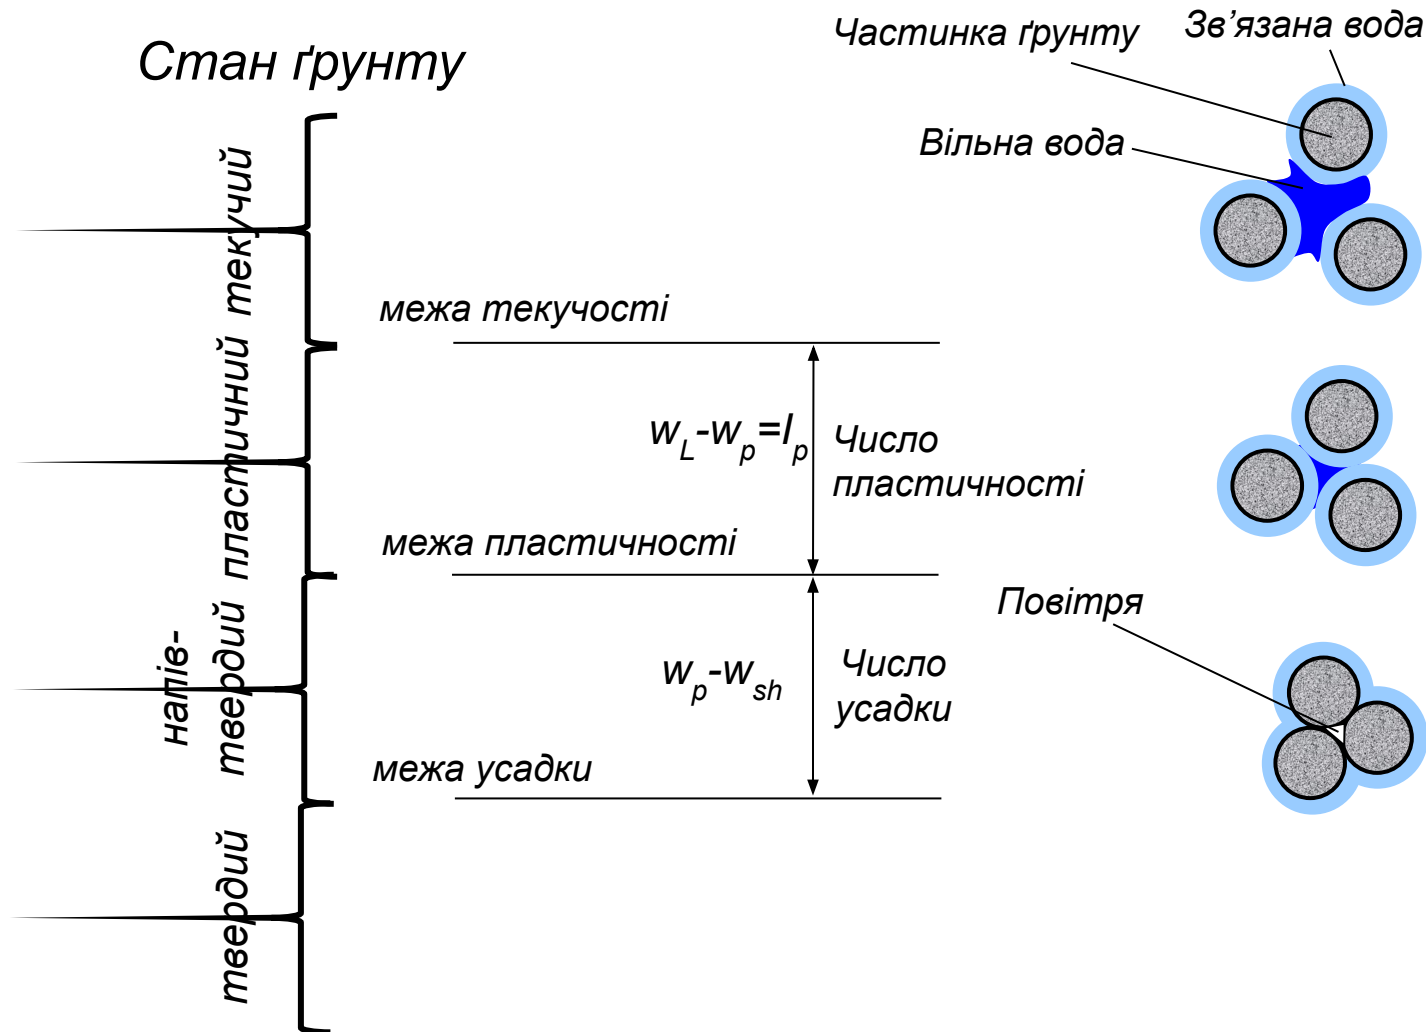 Стан ґрунту
Частинка ґрунту
Зв’язана вода
Вільна вода
текучий
межа текучості
пластичний
w_L-w_p=I_p
Число
пластичності
межа пластичності
Повітря
напів-
твердий
w_p-w_sh
Число
усадки
межа усадки
твердий